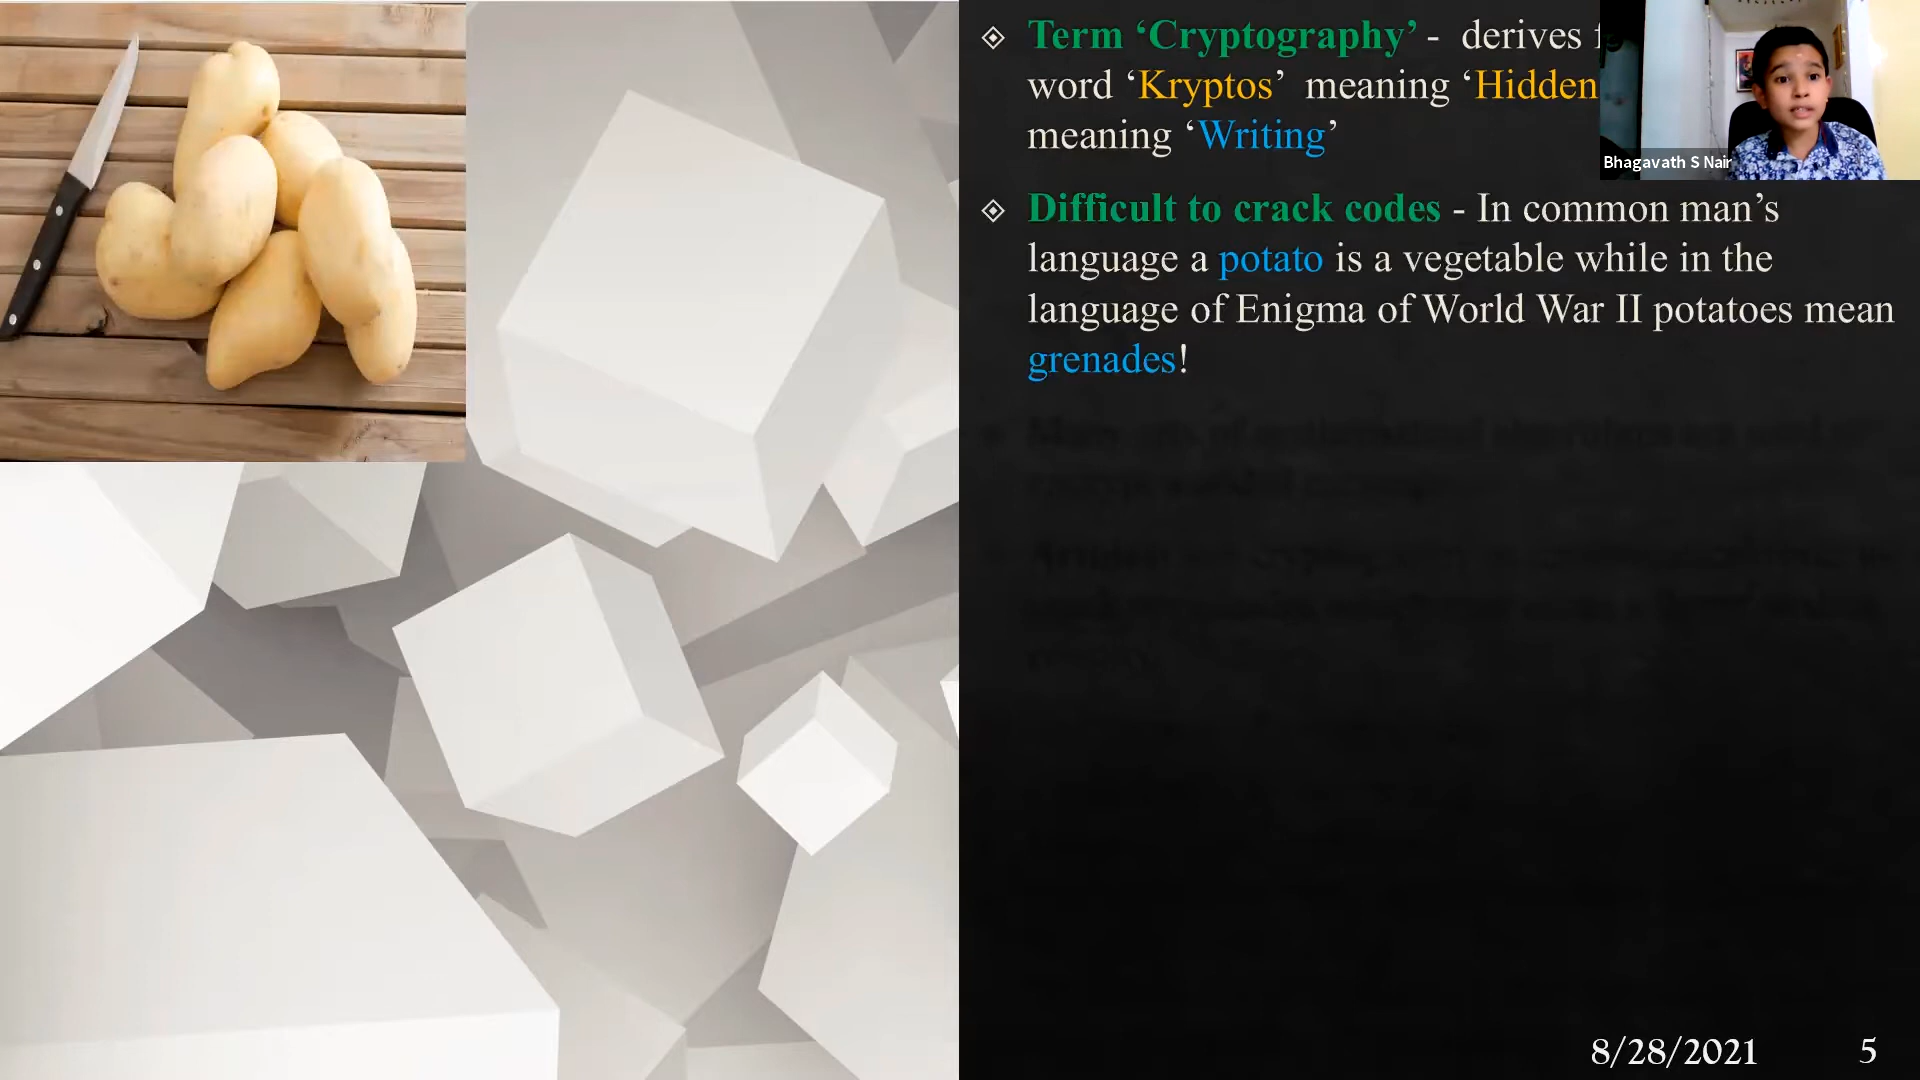 Term ‘Cryptography’ - derives
word ‘Kryptos’ meaning ‘Hidden
meaning ‘Writing’
Bhagavath S Nair
Difficult to crack codes - In common man’s
language a potato is a vegetable while in the
language of Enigma of World War II potatoes mean
grenades!
8/28/2021
5